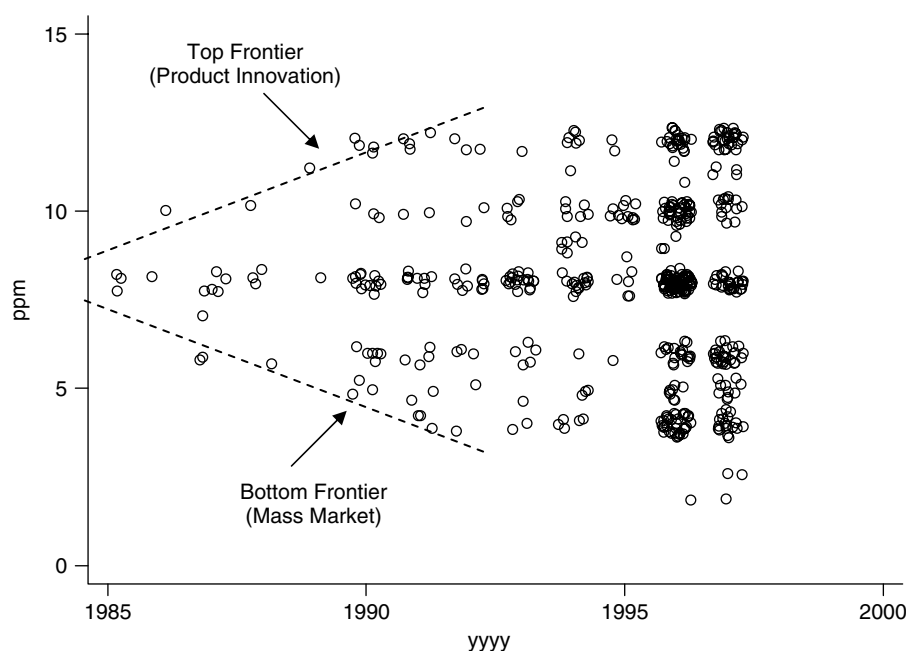 15
Top Frontier
(Product Innovation)
10
ppm
5
Bottom Frontier
(Mass Market)
0
1985 1990 1995 2000
yyyy